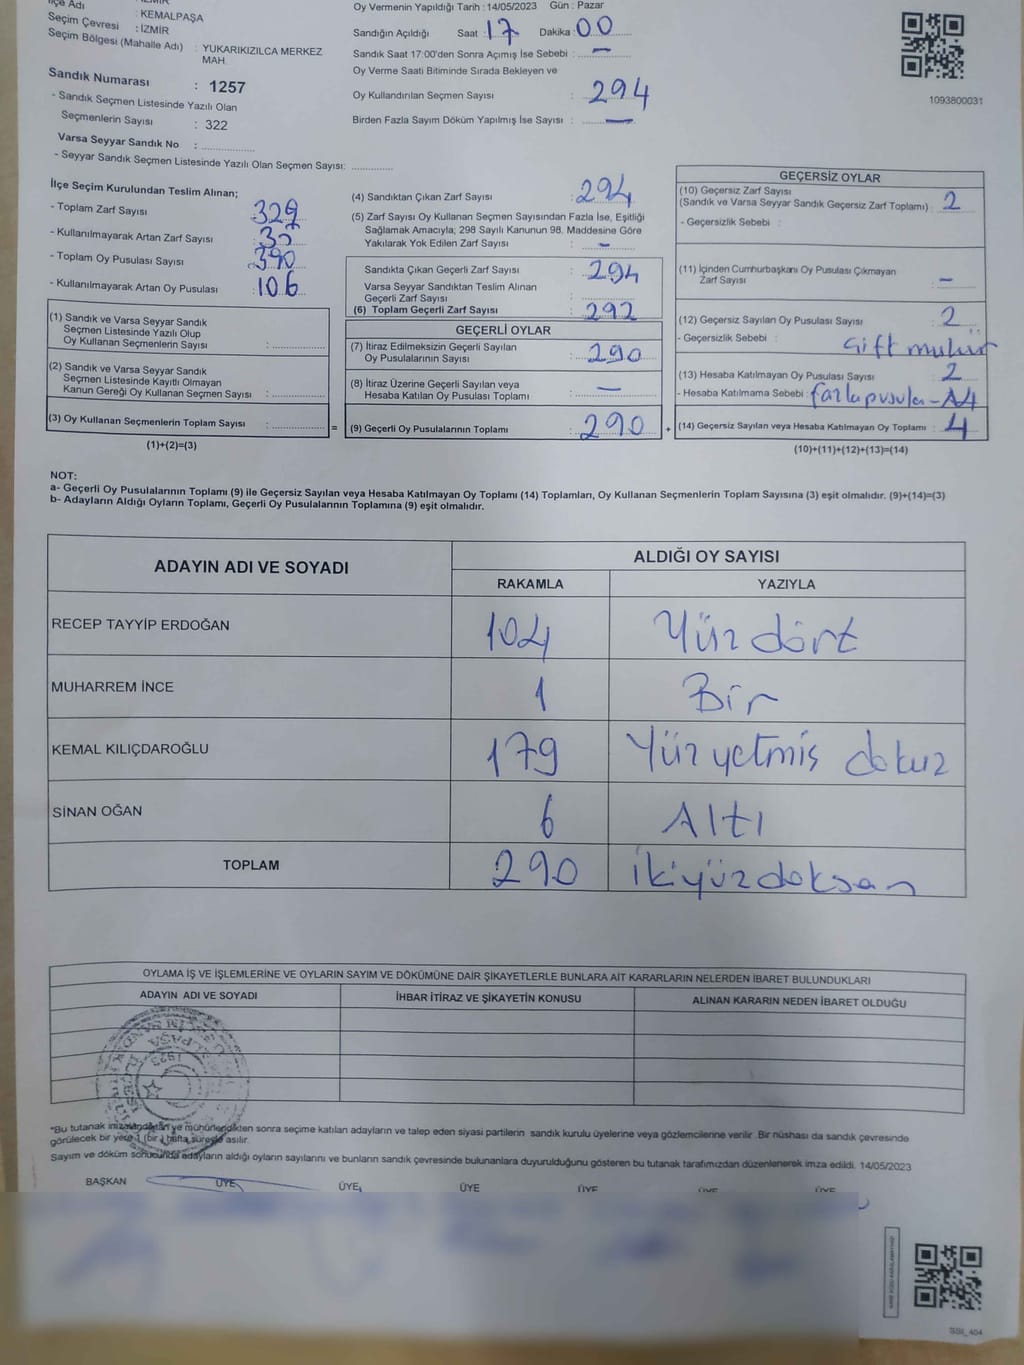 İlçe Adı
: KEMALPAŞA
Seçim Çevresi : İZMİR
Seçim Bölgesi (Mahalle Adı) : YUKARIKIZILCA MERKEZ
MAH.
Sandık Numarası : 1257
- Sandık Seçmen Listesinde Yazılı Olan
Seçmenlerin Sayısı : 322
Varsa Seyyar Sandık No :
- Seyyar Sandık Seçmen Listesinde Yazılı Olan Seçmen Sayısı:
Oy Vermenin Yapıldığı Tarih : 14/05/2023 Gün : Pazar
Sandığın Açıldığı Saat : 17 Dakika : 00
Sandık Saat 17:00'den Sonra Açımış İse Sebebi : —
Oy Verme Saati Bitiminde Sırada Bekleyen ve
Oy Kullandırılan Seçmen Sayısı : 294
Birden Fazla Sayım Döküm Yapılmış İse Sayısı : —
1093800031
İlçe Seçim Kurulundan Teslim Alınan;
- Toplam Zarf Sayısı : 329
- Kullanılmayarak Artan Zarf Sayısı :
- Toplam Oy Pusulası Sayısı : 390
- Kullanılmayarak Artan Oy Pusulası : 106
(1) Sandık ve Varsa Seyyar Sandık
Seçmen Listesinde Yazılı Olup
Oy Kullanan Seçmenlerin Sayısı :
(2) Sandık ve Varsa Seyyar Sandık
Seçmen Listesinde Kayıtlı Olmayan
Kanun Gereği Oy Kullanan Seçmen Sayısı :
(3) Oy Kullanan Seçmenlerin Toplam Sayısı : =
(1)+(2)=(3)
(4) Sandıktan Çıkan Zarf Sayısı : 294
(5) Zarf Sayısı Oy Kullanan Seçmen Sayısından Fazla İse, Eşitliği
Sağlamak Amacıyla; 298 Sayılı Kanunun 98. Maddesine Göre
Yakılarak Yok Edilen Zarf Sayısı : —
Sandıkta Çıkan Geçerli Zarf Sayısı : 294
Varsa Seyyar Sandıktan Teslim Alınan
Geçerli Zarf Sayısı :
(6) Toplam Geçerli Zarf Sayısı : 292
GEÇERLİ OYLAR
(7) İtiraz Edilmeksizin Geçerli Sayılan
Oy Pusulalarının Sayısı : 290
(8) İtiraz Üzerine Geçerli Sayılan veya
Hesaba Katılan Oy Pusulası Toplamı : —
(9) Geçerli Oy Pusulalarının Toplamı : 290 +
GEÇERSİZ OYLAR
(10) Geçersiz Zarf Sayısı
(Sandık ve Varsa Seyyar Sandık Geçersiz Zarf Toplamı) : 2
- Geçersizlik Sebebi :
(11) İçinden Cumhurbaşkanı Oy Pusulası Çıkmayan
Zarf Sayısı : —
(12) Geçersiz Sayılan Oy Pusulası Sayısı : 2
- Geçersizlik Sebebi : Çift mühür
(13) Hesaba Katılmayan Oy Pusulası Sayısı : 2
- Hesaba Katılmama Sebebi : fazla pusula - A4
(14) Geçersiz Sayılan veya Hesaba Katılmayan Oy Toplamı : 4
(10)+(11)+(12)+(13)=(14)
NOT:
a- Geçerli Oy Pusulalarının Toplamı (9) ile Geçersiz Sayılan veya Hesaba Katılmayan Oy Toplamı (14) Toplamları, Oy Kullanan Seçmenlerin Toplam Sayısına (3) eşit olmalıdır. (9)+(14)=(3)
b- Adayların Aldığı Oyların Toplamı, Geçerli Oy Pusulalarının Toplamına (9) eşit olmalıdır.
ADAYIN ADI VE SOYADI
ALDIĞI OY SAYISI
RAKAMLA YAZIYLA
RECEP TAYYİP ERDOĞAN 104 Yüz dört
MUHARREM İNCE 1 Bir
KEMAL KILIÇDAROĞLU 179 Yüz yetmiş dokuz
SİNAN OĞAN 6 Altı
TOPLAM 290 ikiyüzdoksan
OYLAMA İŞ VE İŞLEMLERİNE VE OYLARIN SAYIM VE DÖKÜMÜNE DAİR ŞİKAYETLERLE BUNLARA AİT KARARLARIN NELERDEN İBARET BULUNDUKLARI
ADAYIN ADI VE SOYADI İHBAR İTİRAZ VE ŞİKAYETİN KONUSU ALINAN KARARIN NEDEN İBARET OLDUĞU
*Bu tutanak imzalandıktan ve mühürlendikten sonra seçime katılan adayların ve talep eden siyasi partilerin sandık kurulu üyelerine veya gözlemcilerine verilir. Bir nüshası da sandık çevresinde
görülecek bir yere 1 (bir) hafta süreyle asılır.
Sayım ve döküm sonucunda adayların aldığı oyların sayılarını ve bunların sandık çevresinde bulunanlara duyurulduğunu gösteren bu tutanak tarafımızdan düzenlenerek imza edildi. 14/05/2023
BAŞKAN ÜYE ÜYE ÜYE ÜYE ÜYE ÜYE
SSI_404